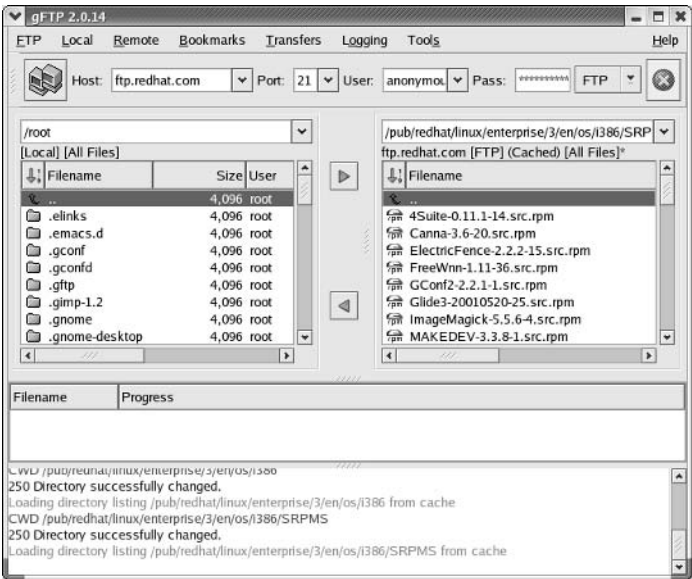 gFTP 2.0.14
FTP Local Remote Bookmarks Transfers Logging Tools Help
Host: ftp.redhat.com Port: 21 User: anonymou Pass: ********** FTP
/root
[Local] [All Files]
Filename Size User
.. 4,096 root
.elinks 4,096 root
.emacs.d 4,096 root
.gconf 4,096 root
.gconfd 4,096 root
.gftp 4,096 root
.gimp-1.2 4,096 root
.gnome 4,096 root
.gnome-desktop 4,096 root
/pub/redhat/linux/enterprise/3/en/os/i386/SRP
ftp.redhat.com [FTP] (Cached) [All Files]*
Filename
..
4Suite-0.11.1-14.src.rpm
Canna-3.6-20.src.rpm
ElectricFence-2.2.2-15.src.rpm
FreeWnn-1.11-36.src.rpm
GConf2-2.2.1-1.src.rpm
Glide3-20010520-25.src.rpm
ImageMagick-5.5.6-4.src.rpm
MAKEDEV-3.3.8-1.src.rpm
Filename Progress
CWD /pub/redhat/linux/enterprise/3/en/os/i386
250 Directory successfully changed.
Loading directory listing /pub/redhat/linux/enterprise/3/en/os/i386 from cache
CWD /pub/redhat/linux/enterprise/3/en/os/i386/SRPMS
250 Directory successfully changed.
Loading directory listing /pub/redhat/linux/enterprise/3/en/os/i386/SRPMS from cache